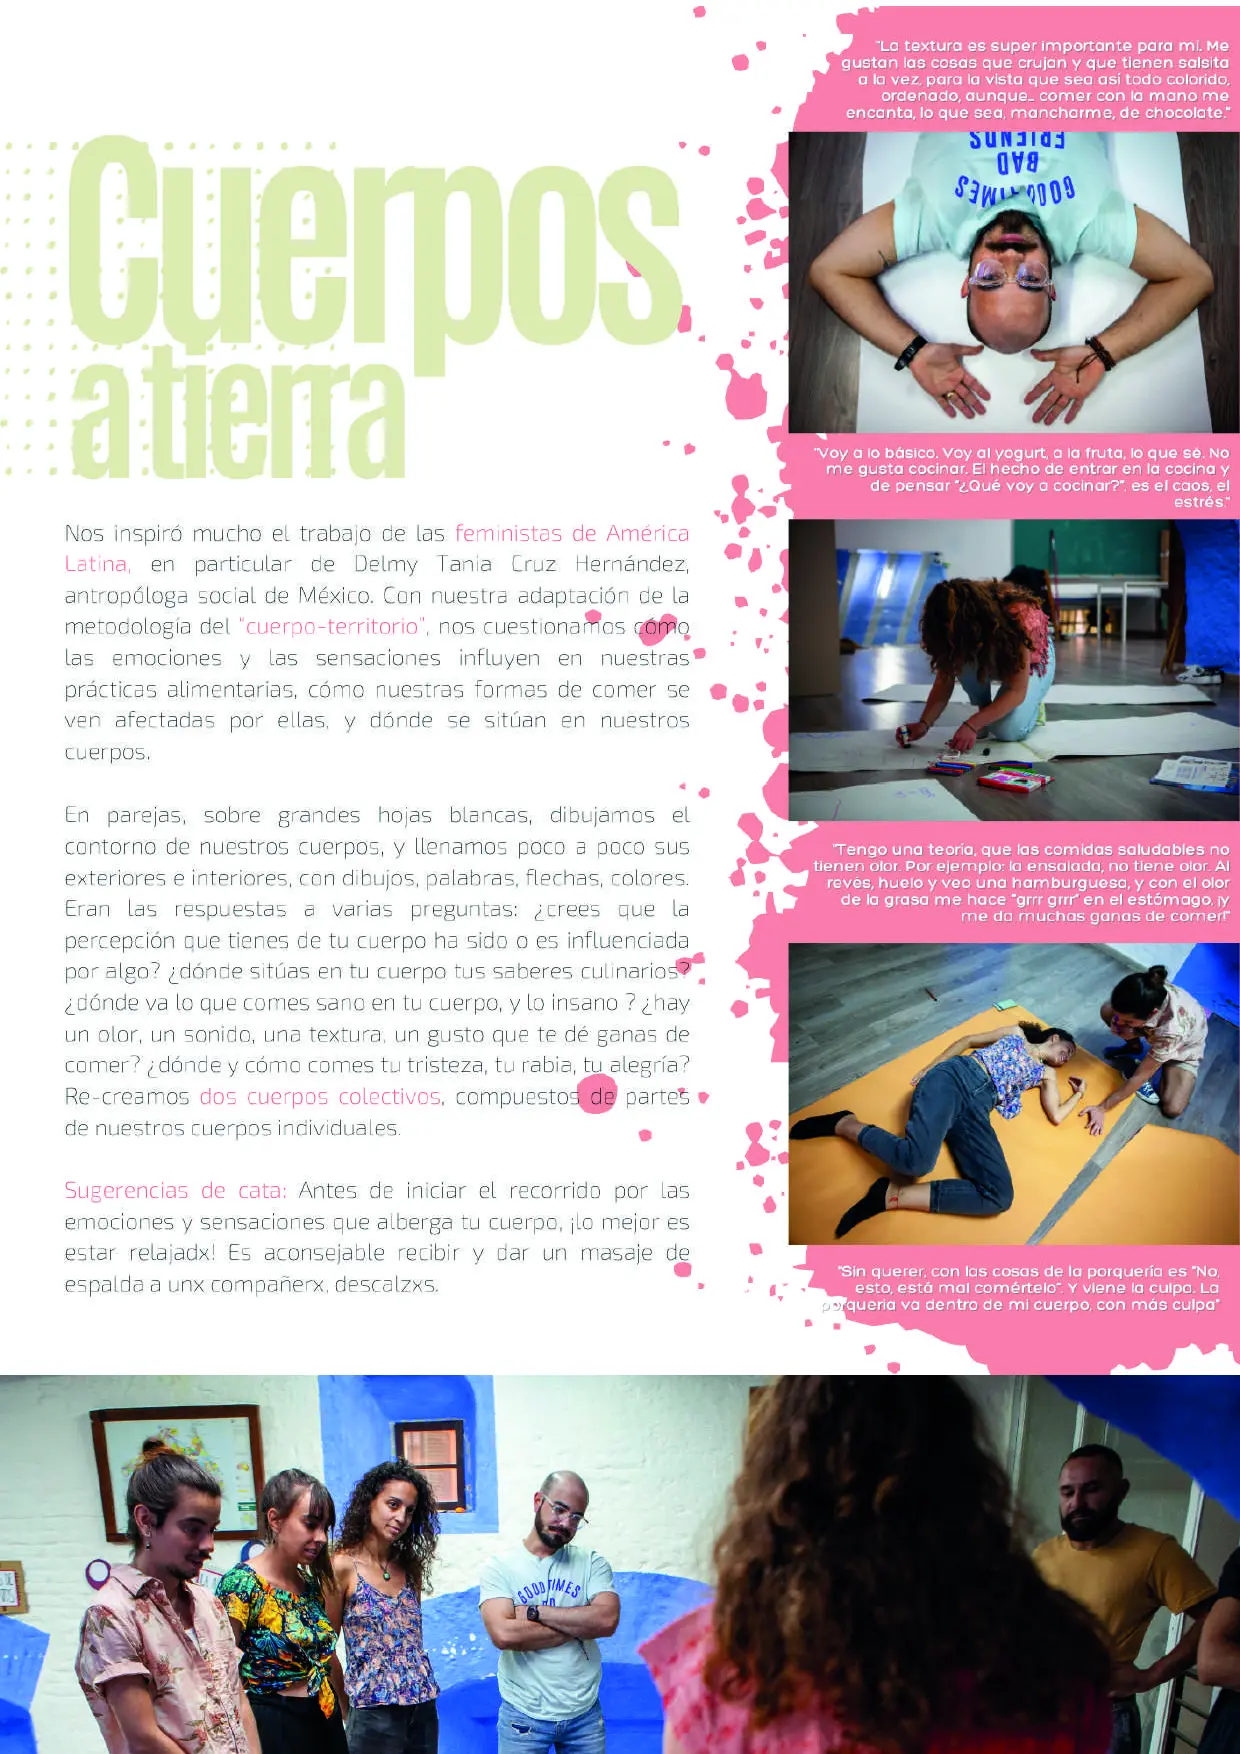 Cuerpos
a tierra
Nos inspiró mucho el trabajo de las feministas de América
Latina, en particular de Delmy Tania Cruz Hernández,
antropóloga social de México. Con nuestra adaptación de la
metodología del “cuerpo-territorio”, nos cuestionamos cómo
las emociones y las sensaciones influyen en nuestras
prácticas alimentarias, cómo nuestras formas de comer se
ven afectadas por ellas, y dónde se sitúan en nuestros
cuerpos.
En parejas, sobre grandes hojas blancas, dibujamos el
contorno de nuestros cuerpos, y llenamos poco a poco sus
exteriores e interiores, con dibujos, palabras, flechas, colores.
Eran las respuestas a varias preguntas: ¿crees que la
percepción que tienes de tu cuerpo ha sido o es influenciada
por algo? ¿dónde sitúas en tu cuerpo tus saberes culinarios?
¿dónde va lo que comes sano en tu cuerpo, y lo insano ? ¿hay
un olor, un sonido, una textura, un gusto que te dé ganas de
comer? ¿dónde y cómo comes tu tristeza, tu rabia, tu alegría?
Re-creamos dos cuerpos colectivos, compuestos de partes
de nuestros cuerpos individuales.
Sugerencias de cata: Antes de iniciar el recorrido por las
emociones y sensaciones que alberga tu cuerpo, ¡lo mejor es
estar relajadx! Es aconsejable recibir y dar un masaje de
espalda a unx compañerx, descalzxs.
"La textura es super importante para mí. Me
gustan las cosas que crujan y que tienen salsita
a la vez, para la vista que sea así todo colorido,
ordenado, aunque... comer con la mano me
encanta, lo que sea, mancharme, de chocolate."
GOOD TIMES
BAD
FRIENDS
"Voy a lo básico. Voy al yogurt, a la fruta, lo que sé. No
me gusta cocinar. El hecho de entrar en la cocina y
de pensar "¿Qué voy a cocinar?", es el caos, el
estrés."
"Tengo una teoría, que las comidas saludables no
tienen olor. Por ejemplo: la ensalada, no tiene olor. Al
revés, huelo y veo una hamburguesa, y con el olor
de la grasa me hace "grrr grrr" en el estómago, ¡y
me da muchas ganas de comer!"
"Sin querer, con las cosas de la porquería es "No,
esto, está mal comértelo". Y viene la culpa. La
porqueria va dentro de mi cuerpo, con más culpa"
GOOD TIMES